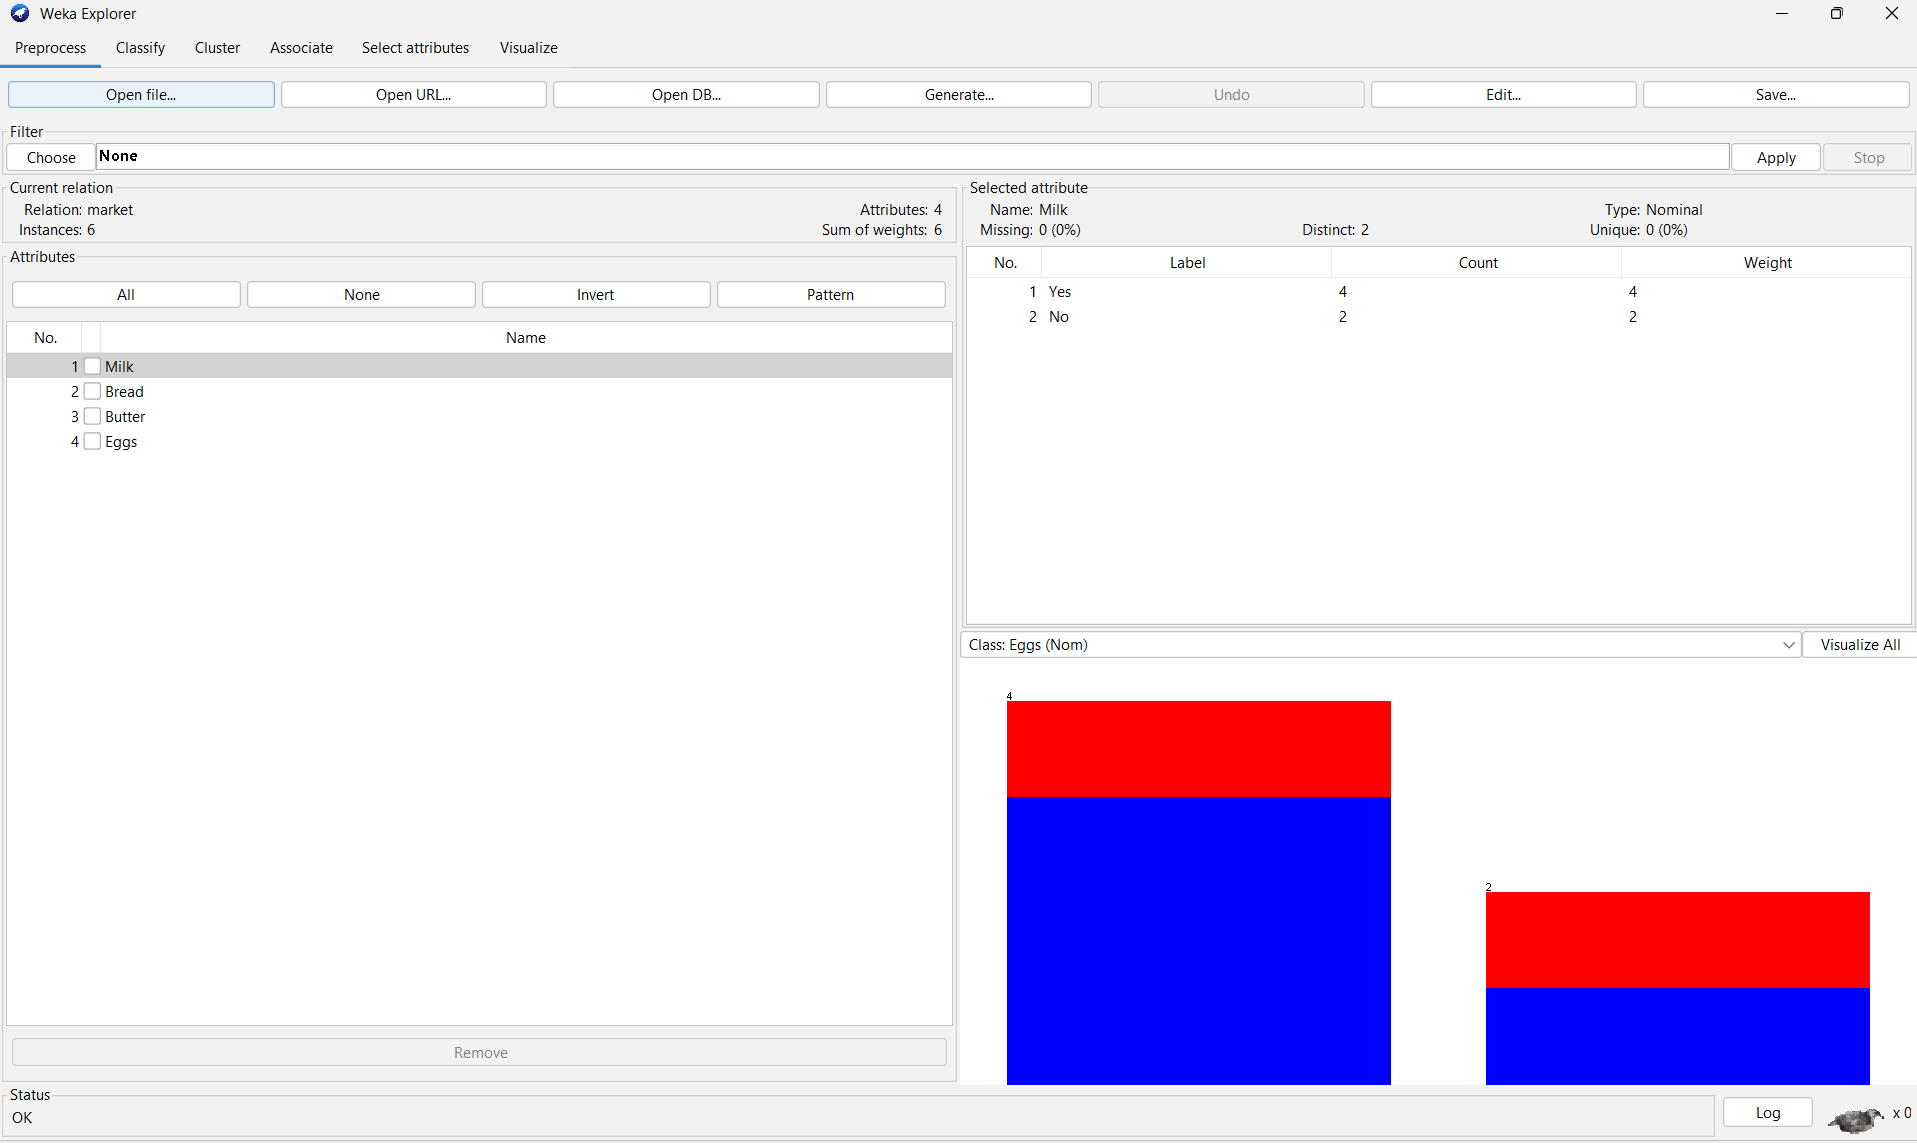 Weka Explorer
Preprocess Classify Cluster Associate Select attributes Visualize
Open file... Open URL... Open DB... Generate... Undo Edit... Save...
Filter
Choose None Apply Stop
Current relation
Relation: market Attributes: 4
Instances: 6 Sum of weights: 6
Attributes
All None Invert Pattern
No. Name
1 Milk
2 Bread
3 Butter
4 Eggs
Remove
Selected attribute
Name: Milk Type: Nominal
Missing: 0 (0%) Distinct: 2 Unique: 0 (0%)
No. Label Count Weight
1 Yes 4 4
2 No 2 2
Class: Eggs (Nom) Visualize All
4
2
Status
OK
Log x 0